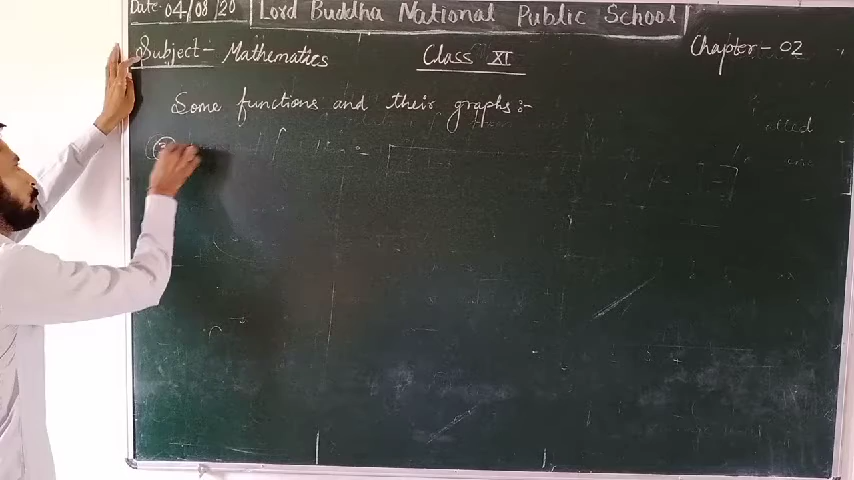 Date: 04/08/20 Lord Buddha National Public School
Subject - Mathematics Class XI Chapter - 02
Some functions and their graphs :-